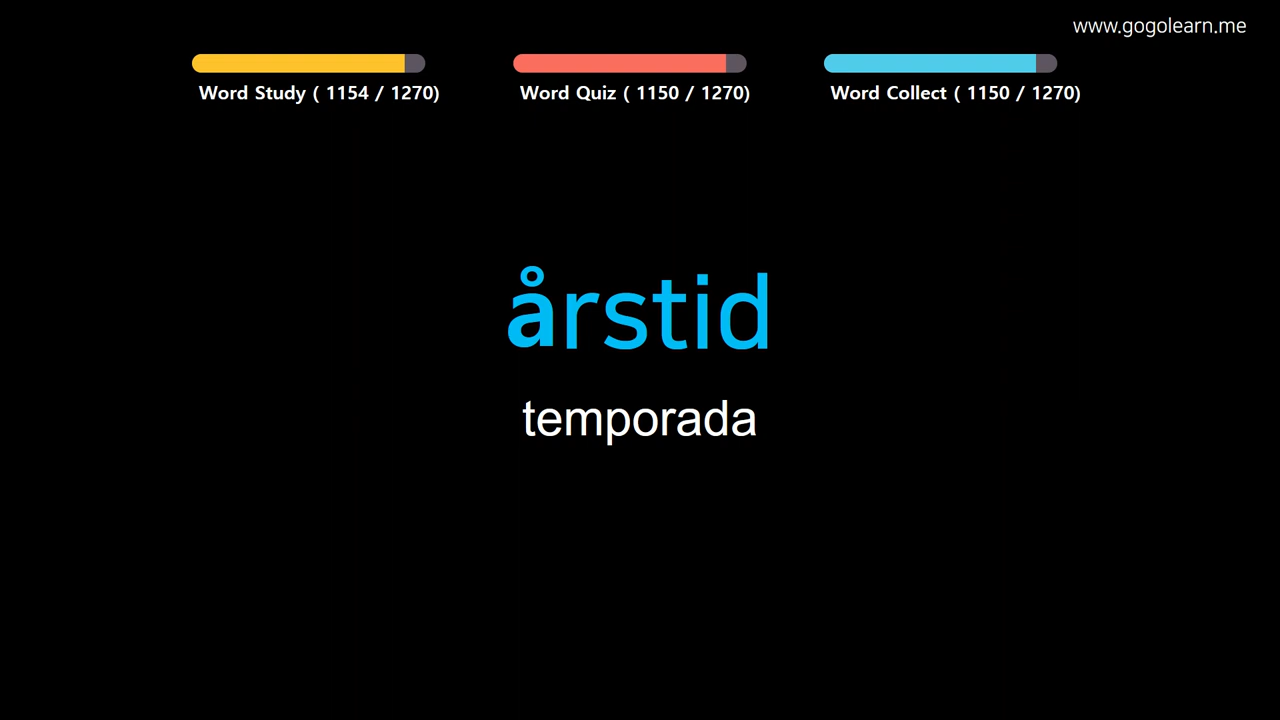 www.gogolearn.me
Word Study ( 1154 / 1270)
Word Quiz ( 1150 / 1270)
Word Collect ( 1150 / 1270)
årstid
temporada